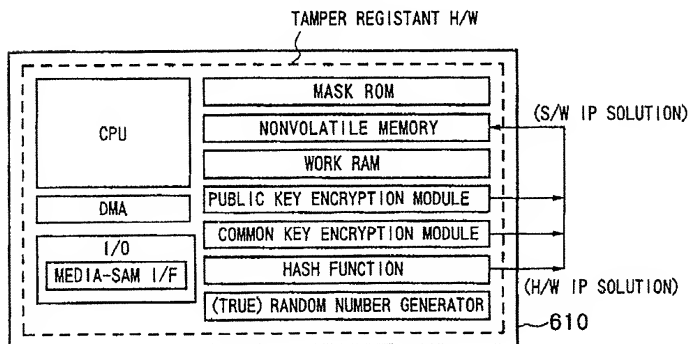 TAMPER REGISTANT H/W
CPU
DMA
I/O
MEDIA-SAM I/F
MASK ROM
NONVOLATILE MEMORY
WORK RAM
PUBLIC KEY ENCRYPTION MODULE
COMMON KEY ENCRYPTION MODULE
HASH FUNCTION
(TRUE) RANDOM NUMBER GENERATOR
(S/W IP SOLUTION)
(H/W IP SOLUTION)
610